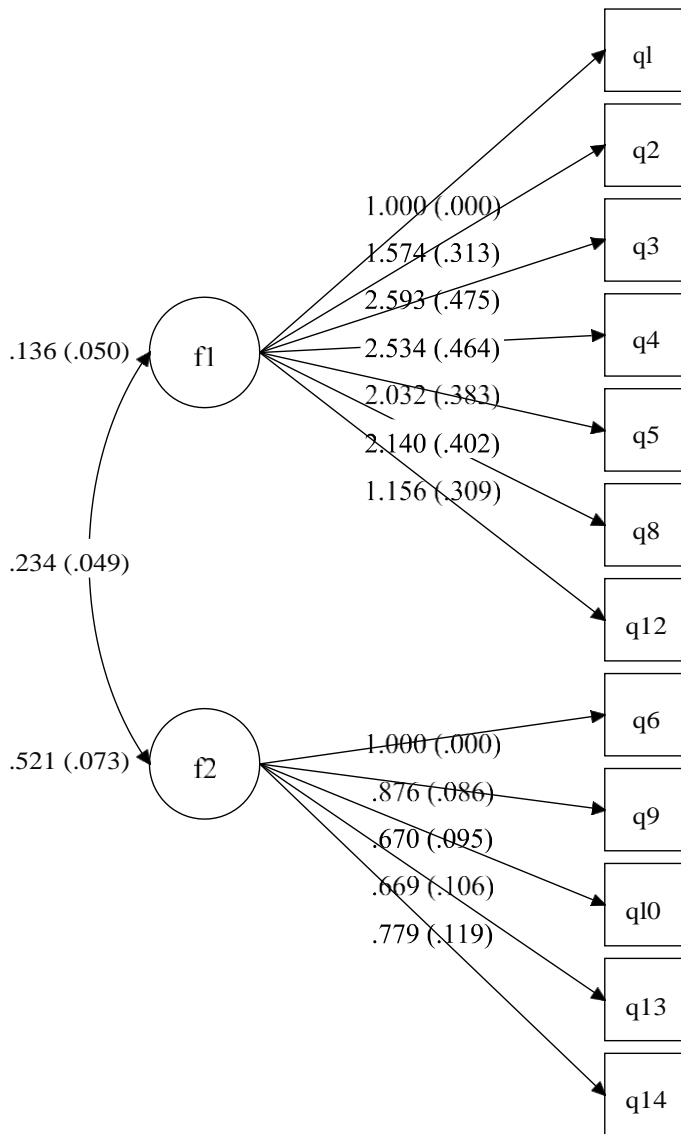 q1
q2
1.000 (.000)
1.574 (.313)
q3
2.593 (.475)
q4
.136 (.050)
f1
2.534 (.464)
2.032 (.383)
q5
2.140 (.402)
1.156 (.309)
q8
.234 (.049)
q12
q6
1.000 (.000)
.521 (.073)
f2
.876 (.086)
q9
.670 (.095)
.669 (.106)
q10
.779 (.119)
q13
q14